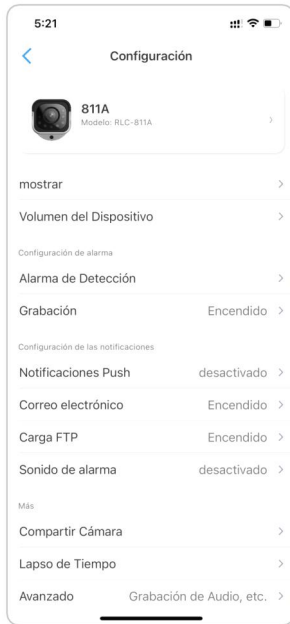 5:21
Configuración
811A
Modelo: RLC-811A
mostrar
Volumen del Dispositivo
Configuración de alarma
Alarma de Detección
Grabación Encendido
Configuración de las notificaciones
Notificaciones Push desactivado
Correo electrónico Encendido
Carga FTP Encendido
Sonido de alarma desactivado
Más
Compartir Cámara
Lapso de Tiempo
Avanzado Grabación de Audio, etc.